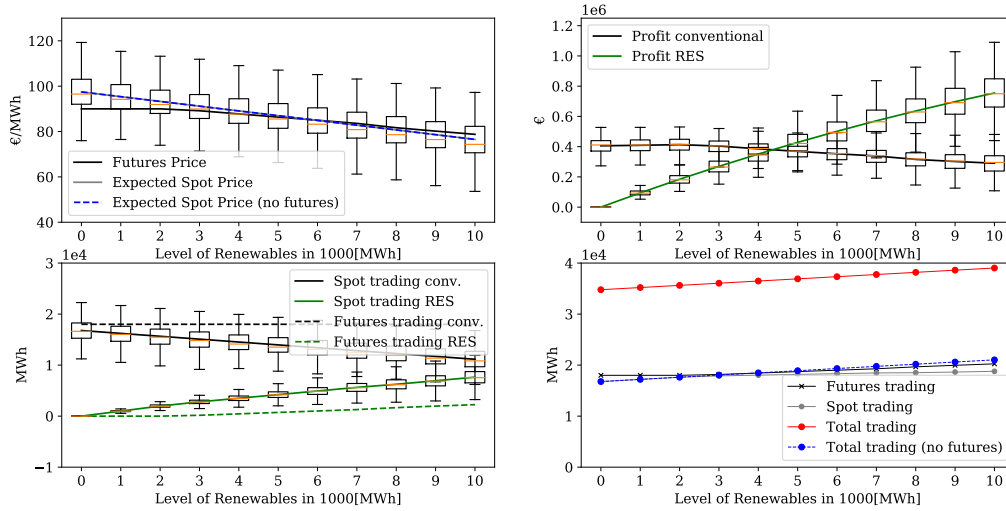 120
100
80
60
40
€/MWh
Futures Price
Expected Spot Price
Expected Spot Price (no futures)
0 1 2 3 4 5 6 7 8 9 10
Level of Renewables in 1000[MWh]
1e6
1.2
1.0
0.8
0.6
0.4
0.2
0.0
€
Profit conventional
Profit RES
0 1 2 3 4 5 6 7 8 9 10
Level of Renewables in 1000[MWh]
1e4
3
2
1
0
−1
MWh
Spot trading conv.
Spot trading RES
Futures trading conv.
Futures trading RES
0 1 2 3 4 5 6 7 8 9 10
Level of Renewables in 1000[MWh]
1e4
4
3
2
1
0
MWh
Futures trading
Spot trading
Total trading
Total trading (no futures)
0 1 2 3 4 5 6 7 8 9 10
Level of Renewables in 1000[MWh]